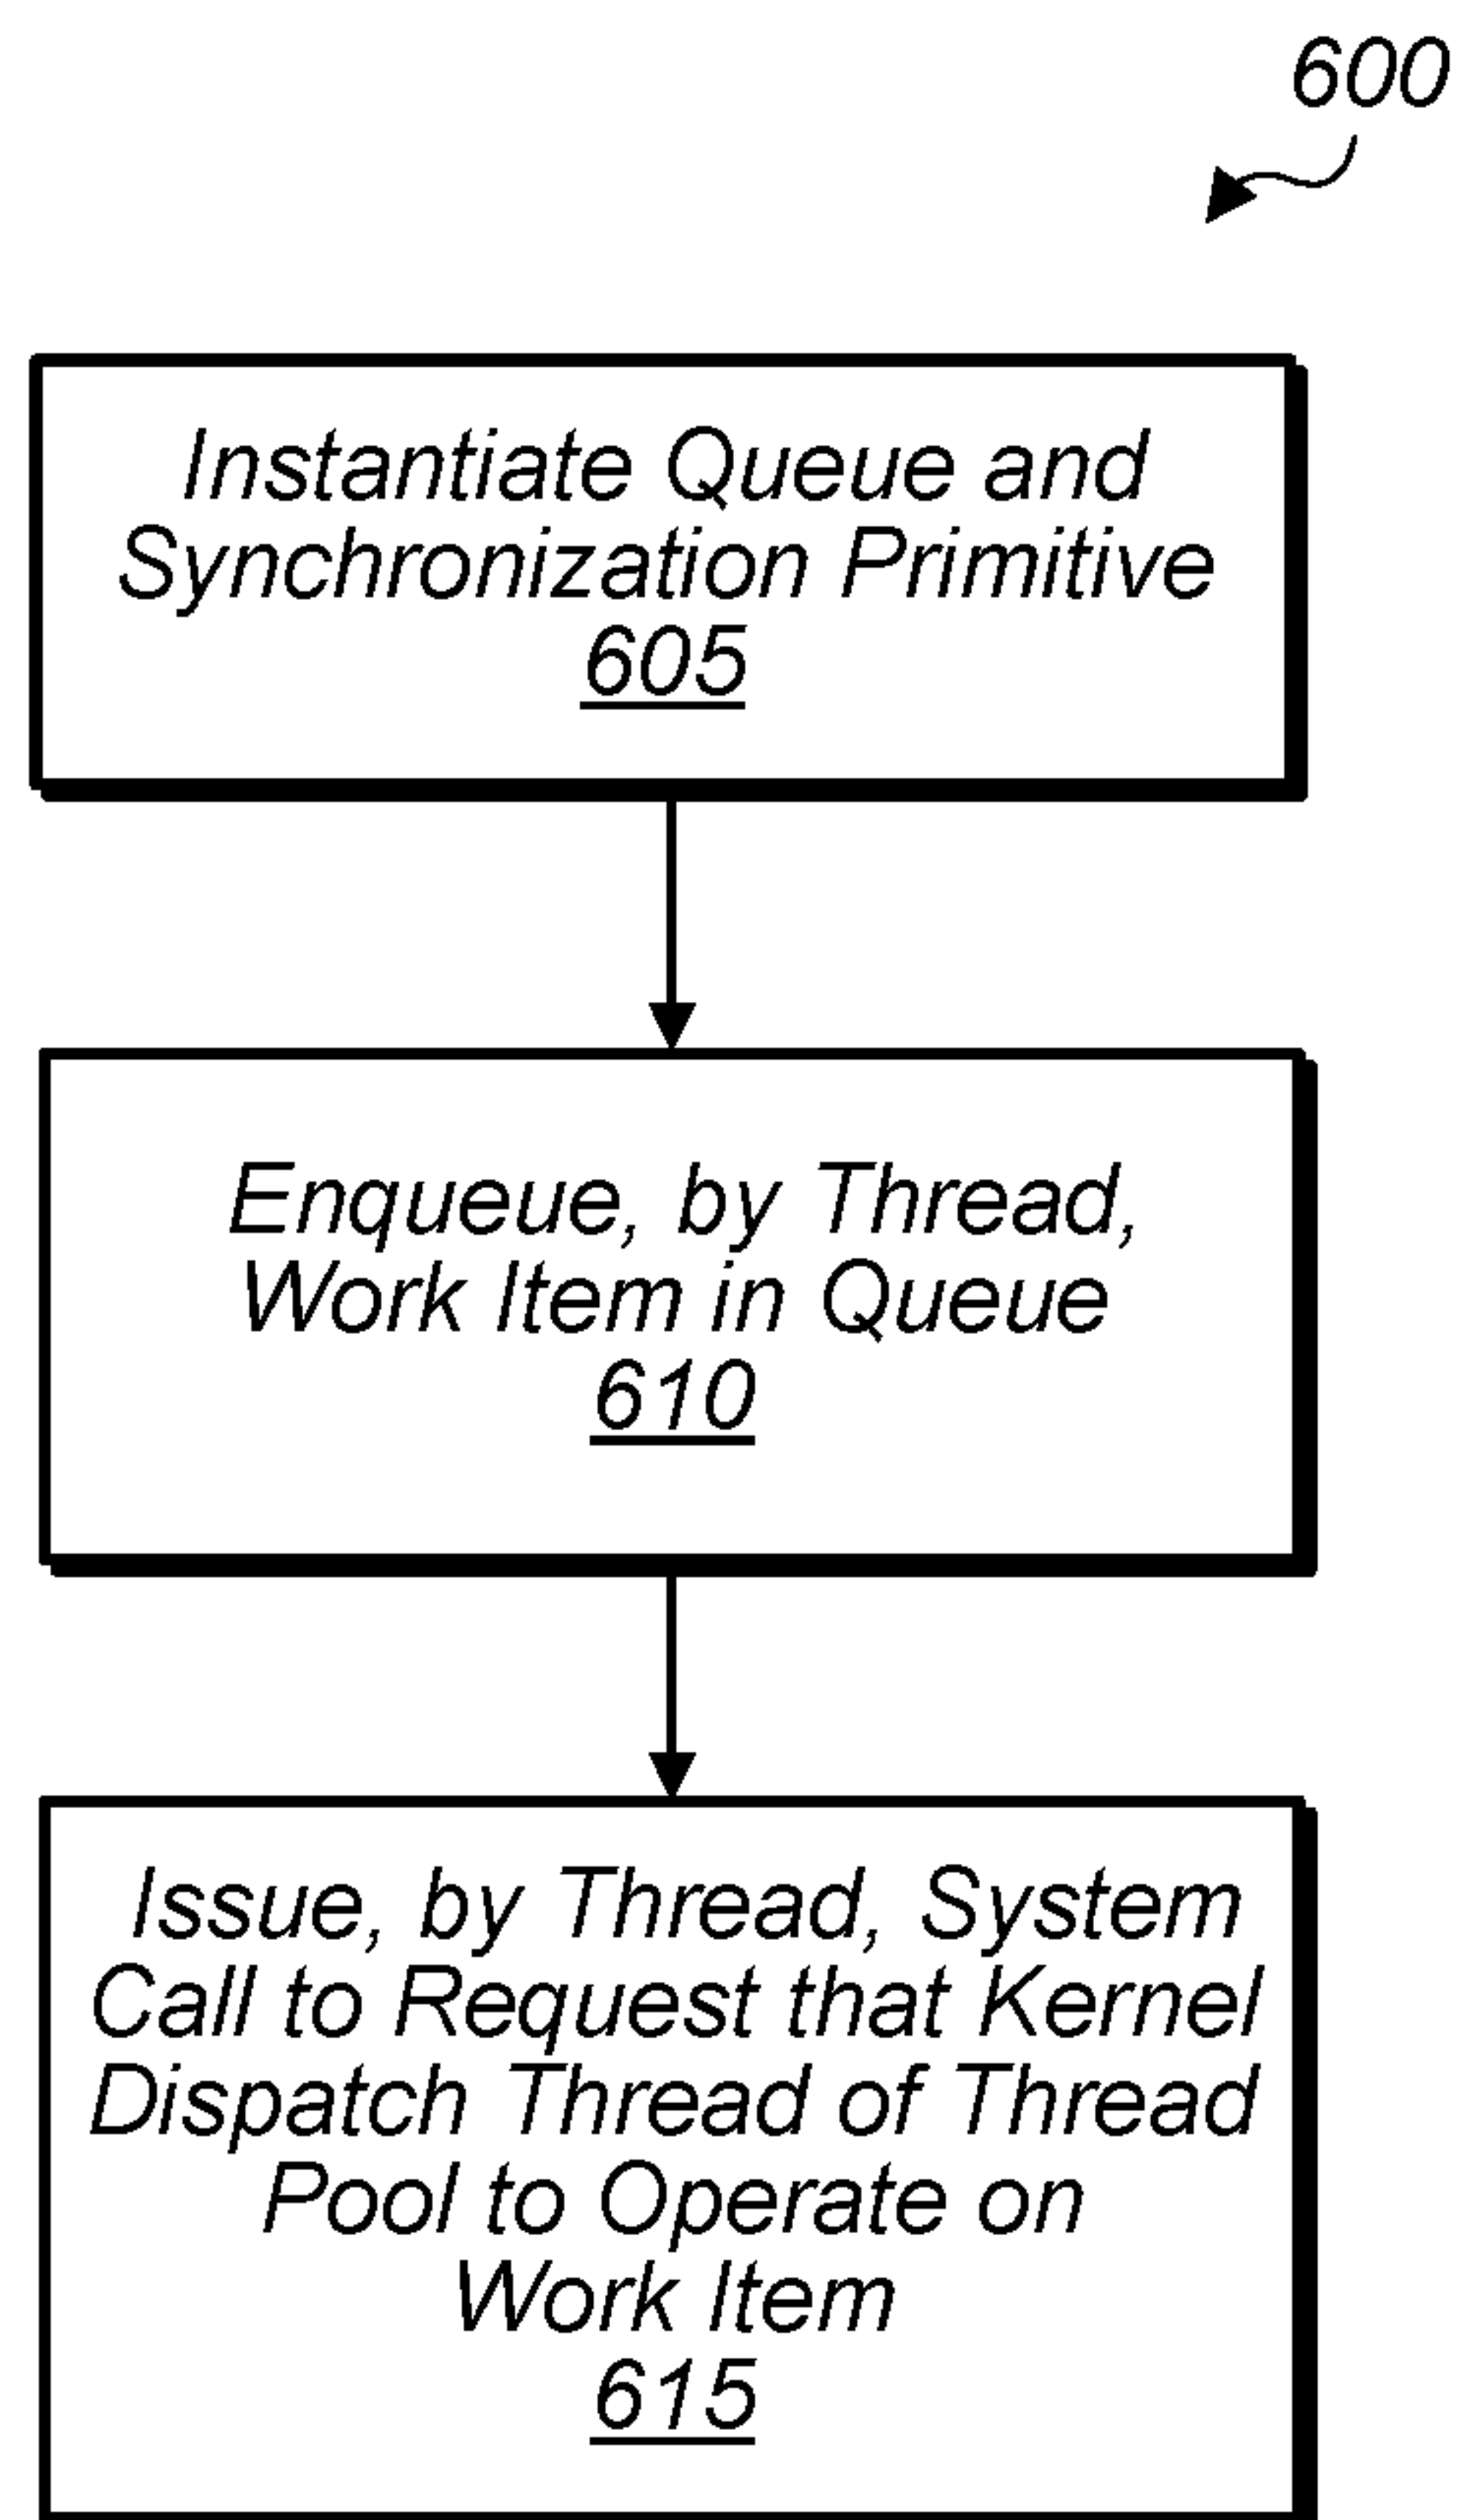 600
Instantiate Queue and
Synchronization Primitive
605
Enqueue, by Thread,
Work Item in Queue
610
Issue, by Thread, System
Call to Request that Kernel
Dispatch Thread of Thread
Pool to Operate on
Work Item
615